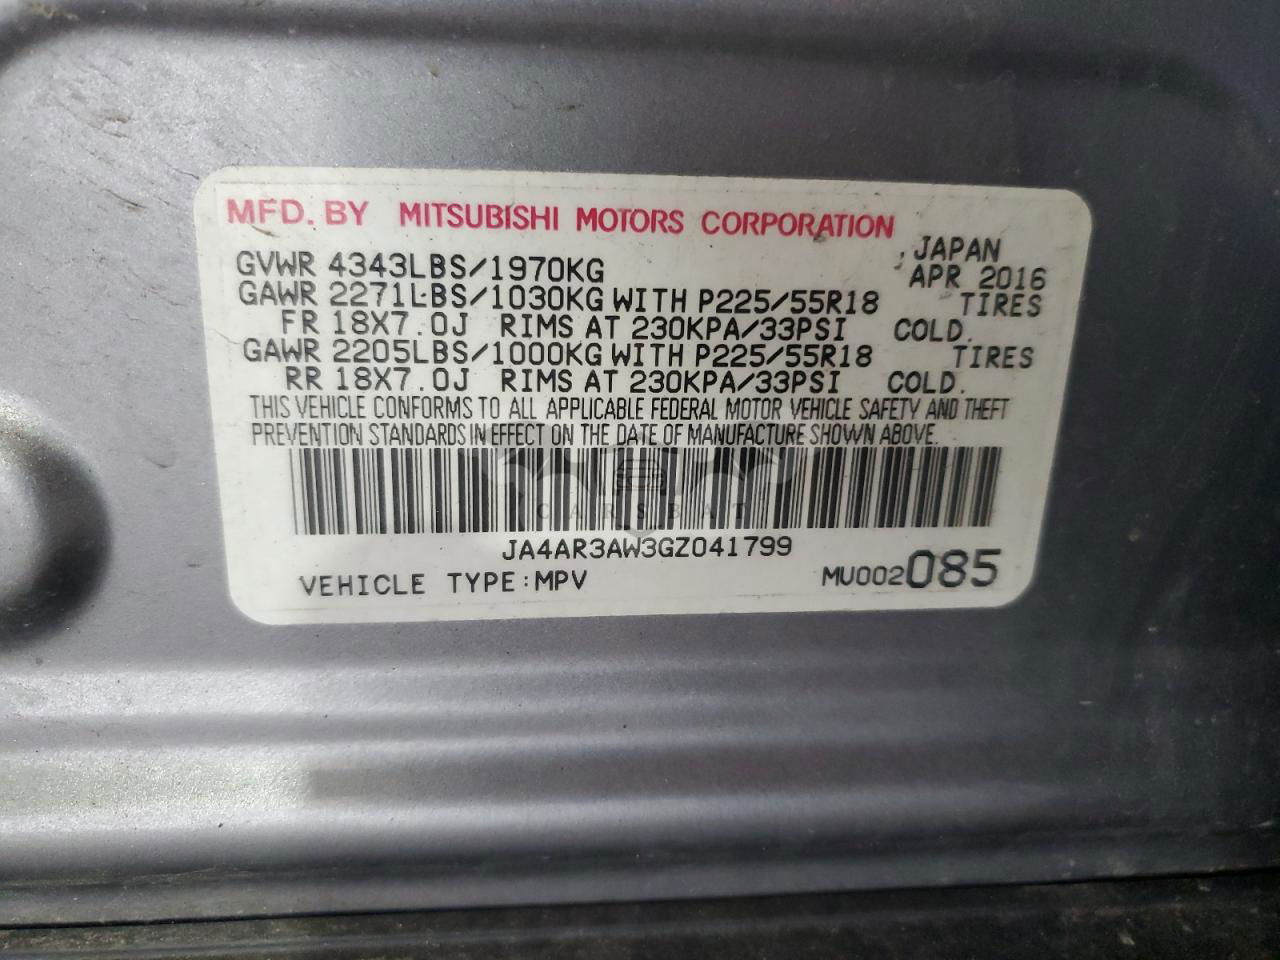 MFD. BY MITSUBISHI MOTORS CORPORATION
JAPAN
GVWR 4343LBS/1970KG APR 2016
GAWR 2271LBS/1030KG WITH P225/55R18 TIRES
FR 18X7.0J RIMS AT 230KPA/33PSI COLD.
GAWR 2205LBS/1000KG WITH P225/55R18 TIRES
RR 18X7.0J RIMS AT 230KPA/33PSI COLD.
THIS VEHICLE CONFORMS TO ALL APPLICABLE FEDERAL MOTOR VEHICLE SAFETY AND THEFT
PREVENTION STANDARDS IN EFFECT ON THE DATE OF MANUFACTURE SHOWN ABOVE.
CARSBAT
JA4AR3AW3GZ041799
VEHICLE TYPE:MPV MU002085